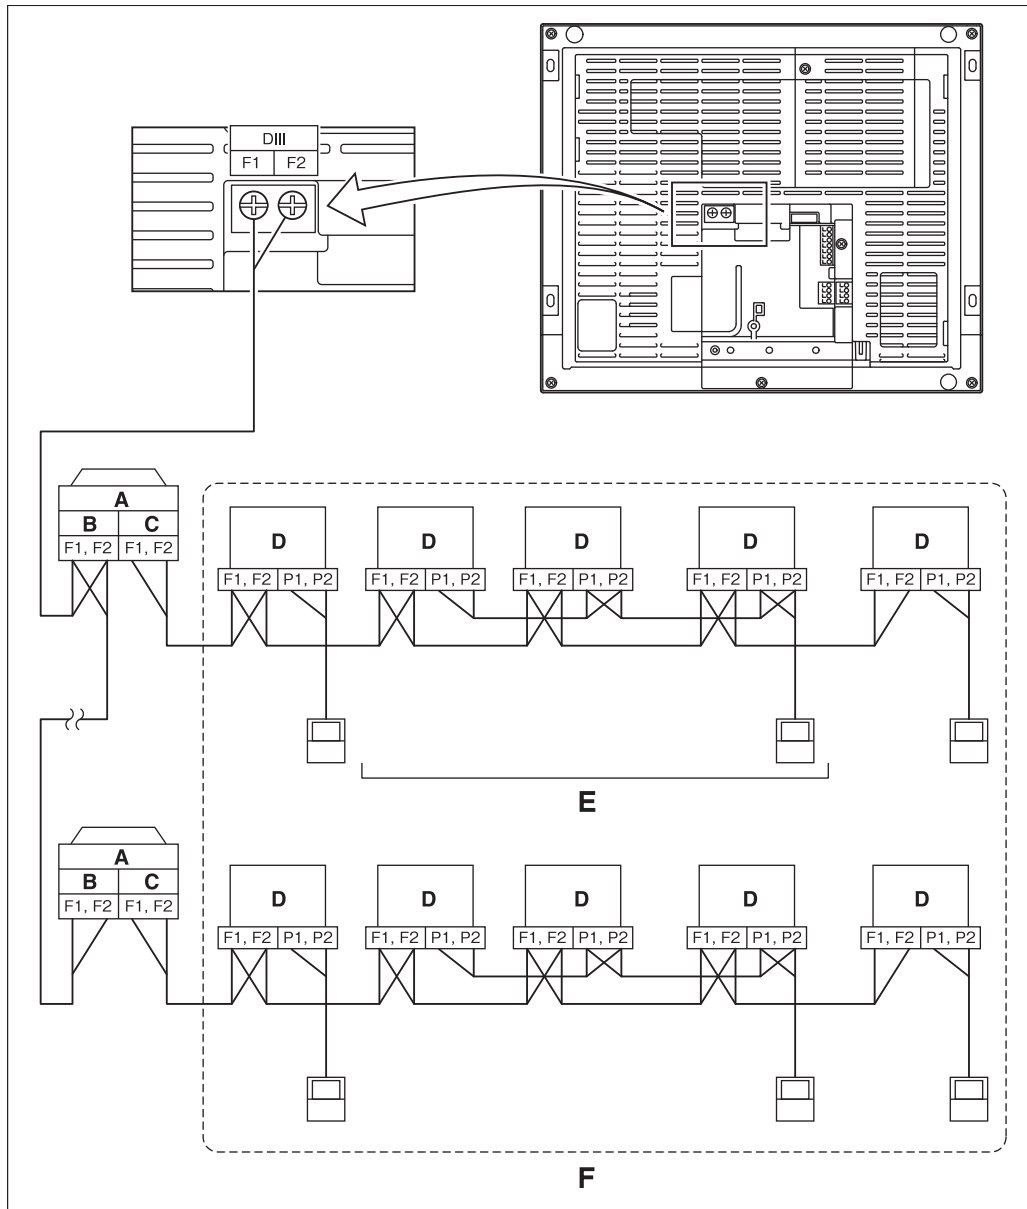 DIII
F1 F2
A
B C
F1, F2 F1, F2
D D D D D
F1, F2 P1, P2 F1, F2 P1, P2 F1, F2 P1, P2 F1, F2 P1, P2 F1, F2 P1, P2
E
A
B C
F1, F2 F1, F2
D D D D D
F1, F2 P1, P2 F1, F2 P1, P2 F1, F2 P1, P2 F1, F2 P1, P2 F1, F2 P1, P2
F